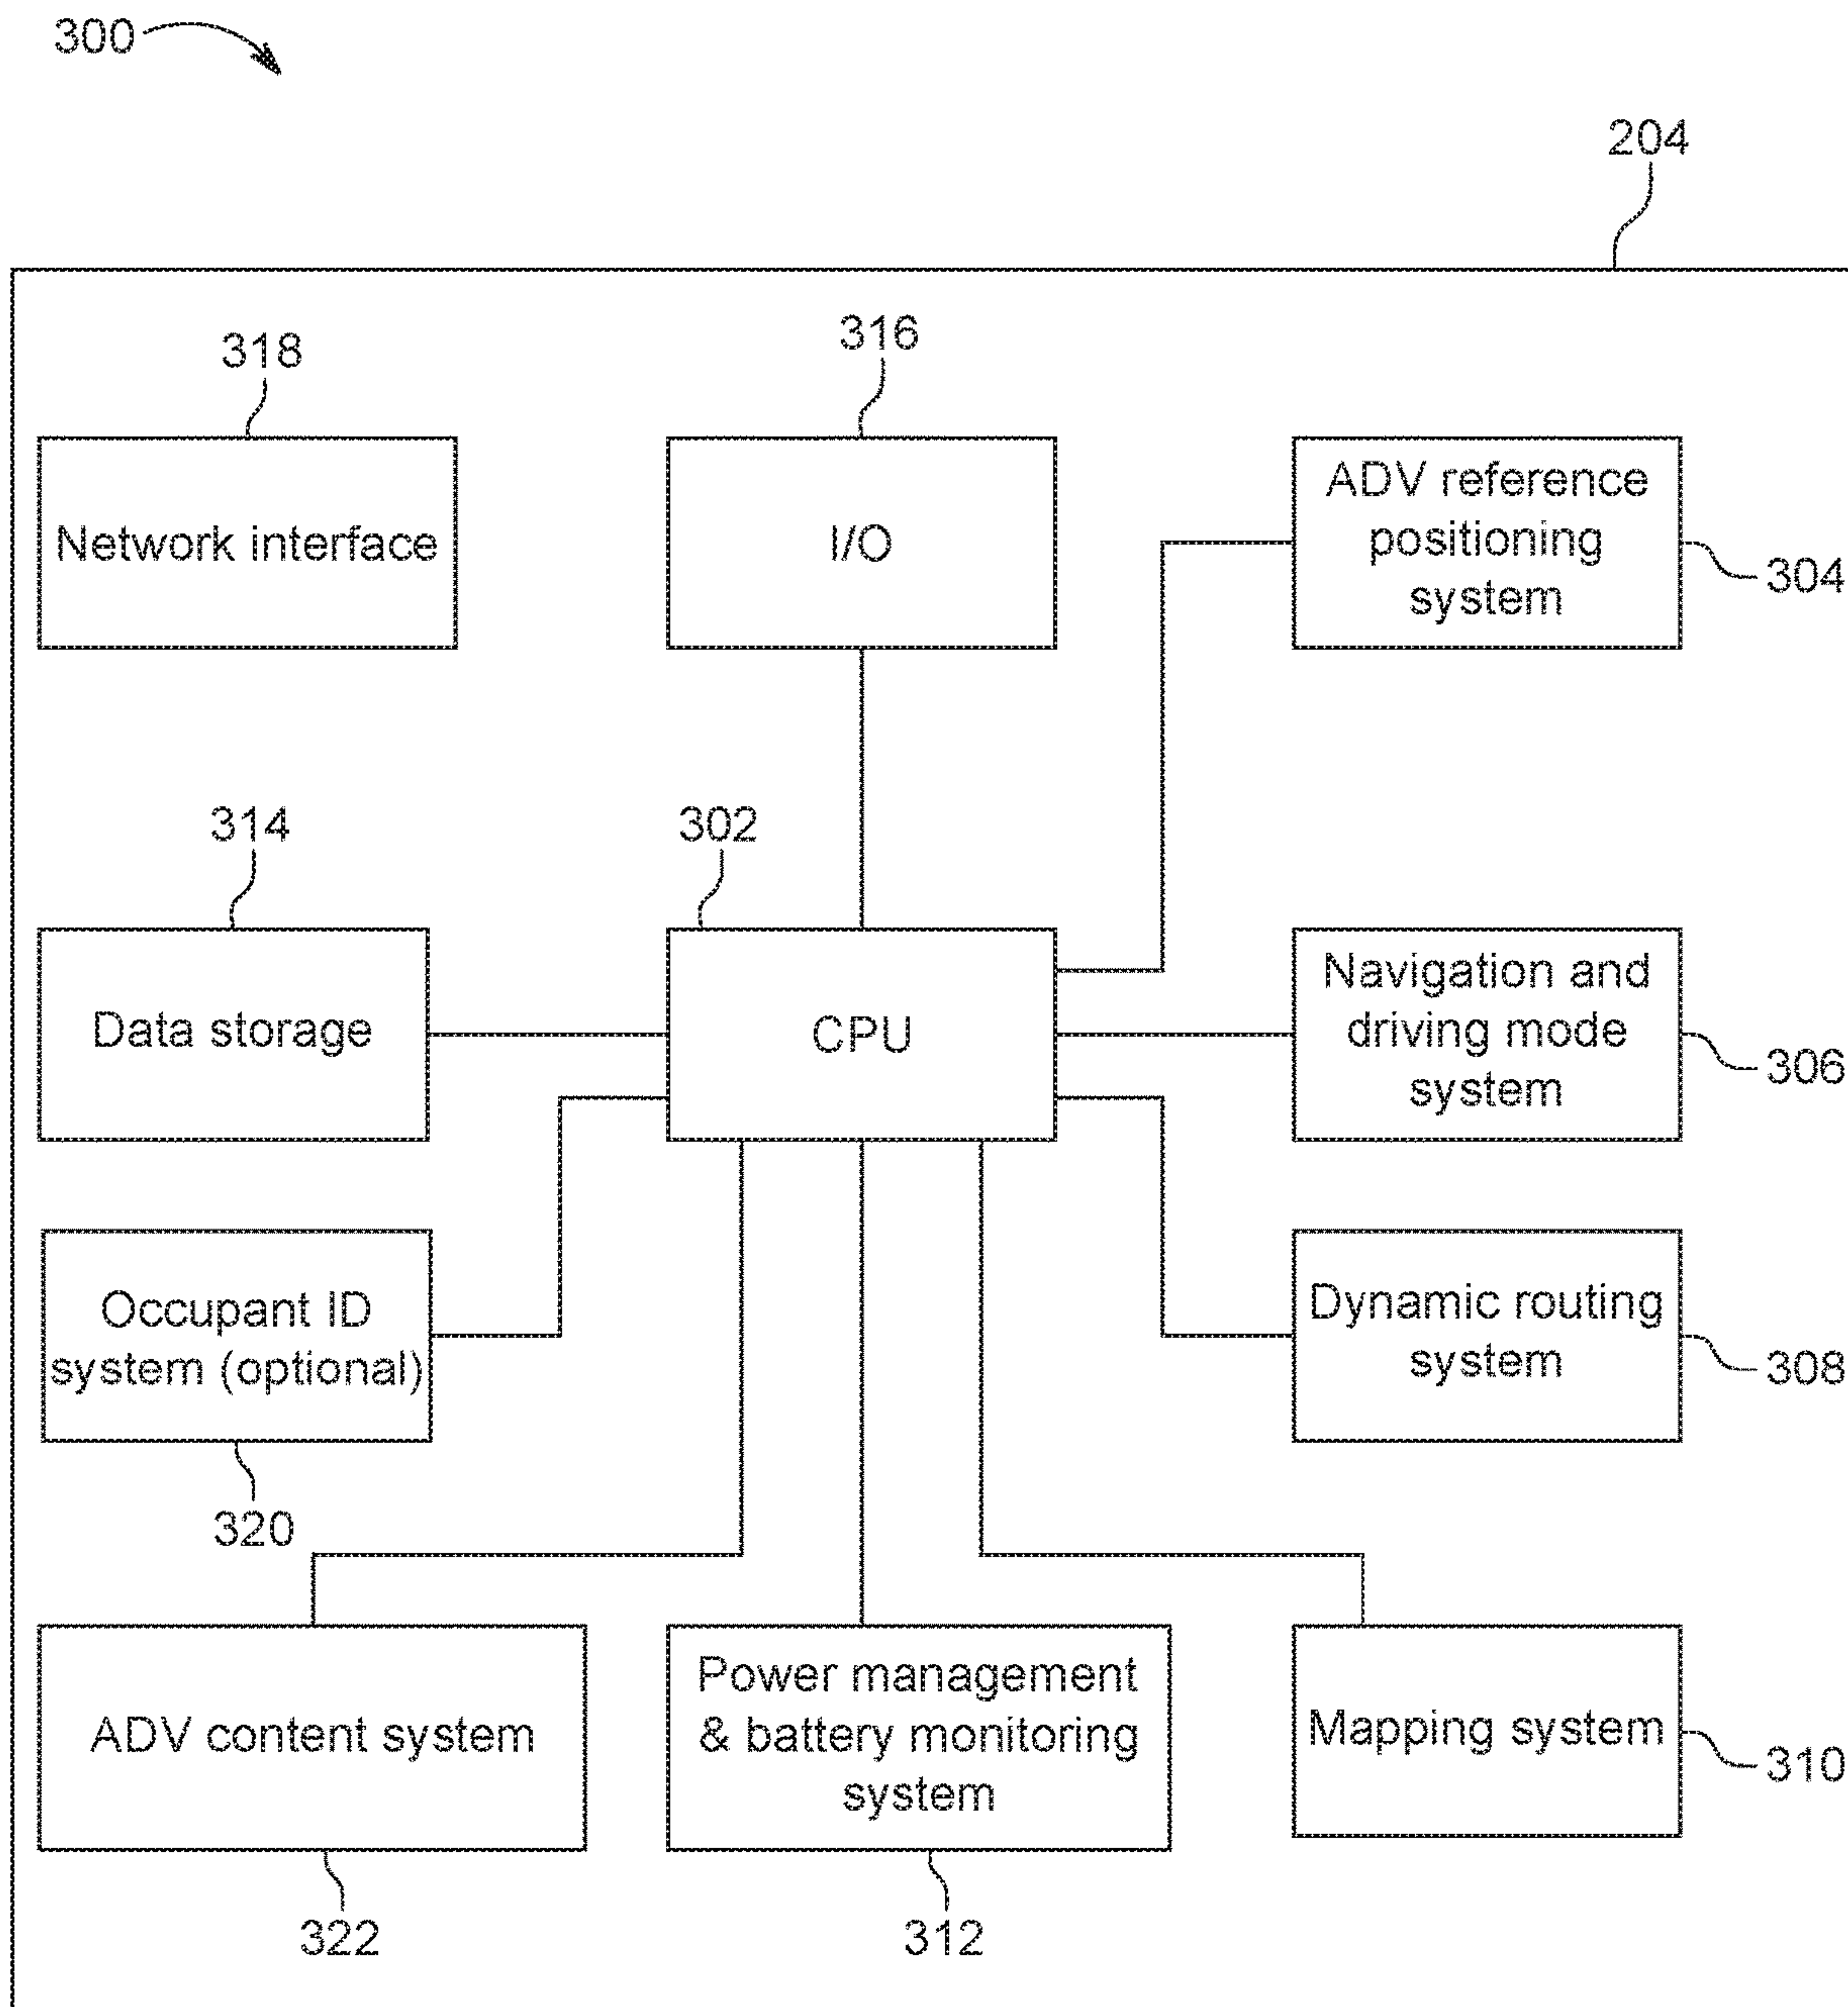 300
204
318
316
Network interface
I/O
ADV reference
positioning
system
304
314
302
Data storage
CPU
Navigation and
driving mode
system
306
Occupant ID
system (optional)
320
Dynamic routing
system
308
ADV content system
322
Power management
& battery monitoring
system
312
Mapping system
310